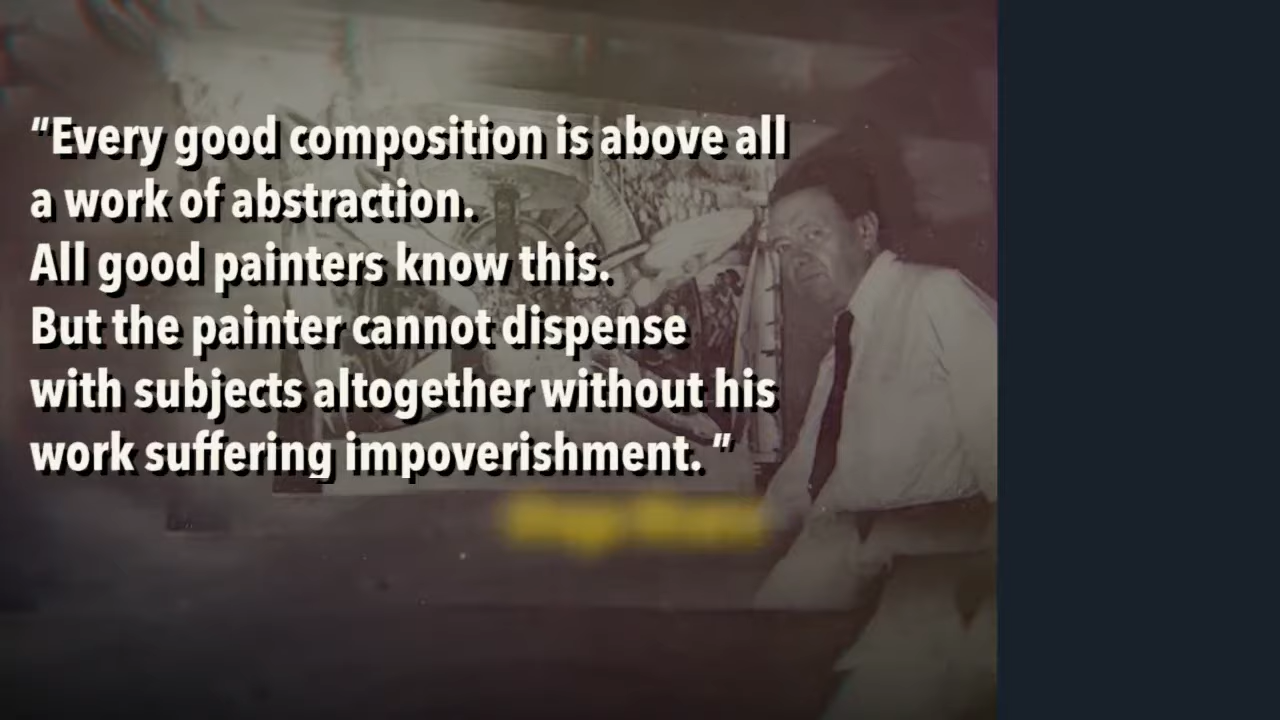 “Every good composition is above all
a work of abstraction.
All good painters know this.
But the painter cannot dispense
with subjects altogether without his
work suffering impoverishment. ”